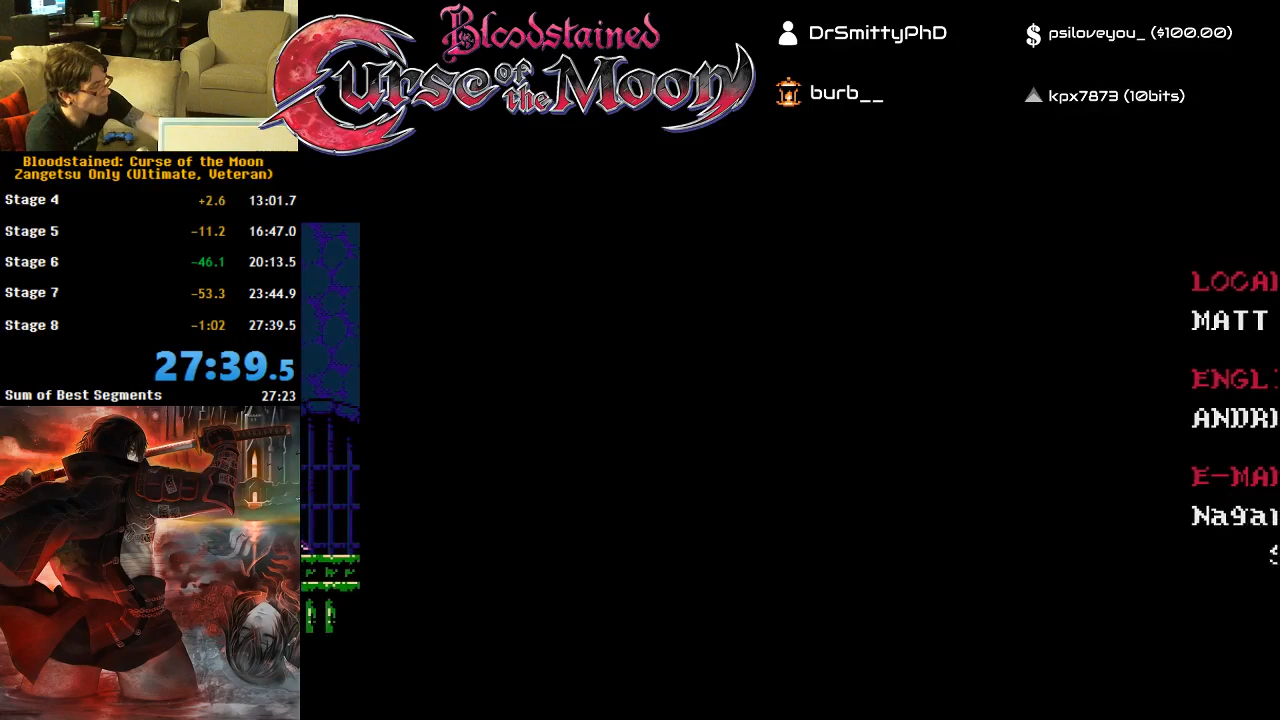 Bloodstained
Curse of the Moon
DrSmittyPhD
burb__
psiloveyou_ ($100.00)
kpx7873 (10bits)
Bloodstained: Curse of the Moon
Zangetsu Only (Ultimate, Veteran)
Stage 4 +2.6 13:01.7
Stage 5 -11.2 16:47.0
Stage 6 -46.1 20:13.5
Stage 7 -53.3 23:44.9
Stage 8 -1:02 27:39.5
27:39.5
Sum of Best Segments 27:23
MATT